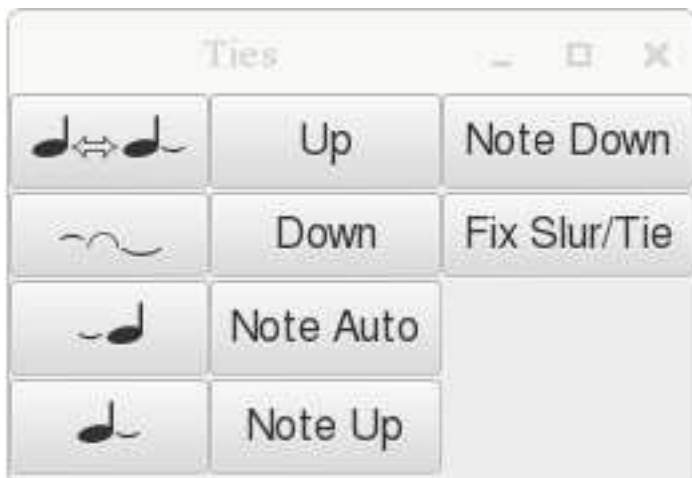 Ties
Up Note Down
Down Fix Slur/Tie
Note Auto
Note Up